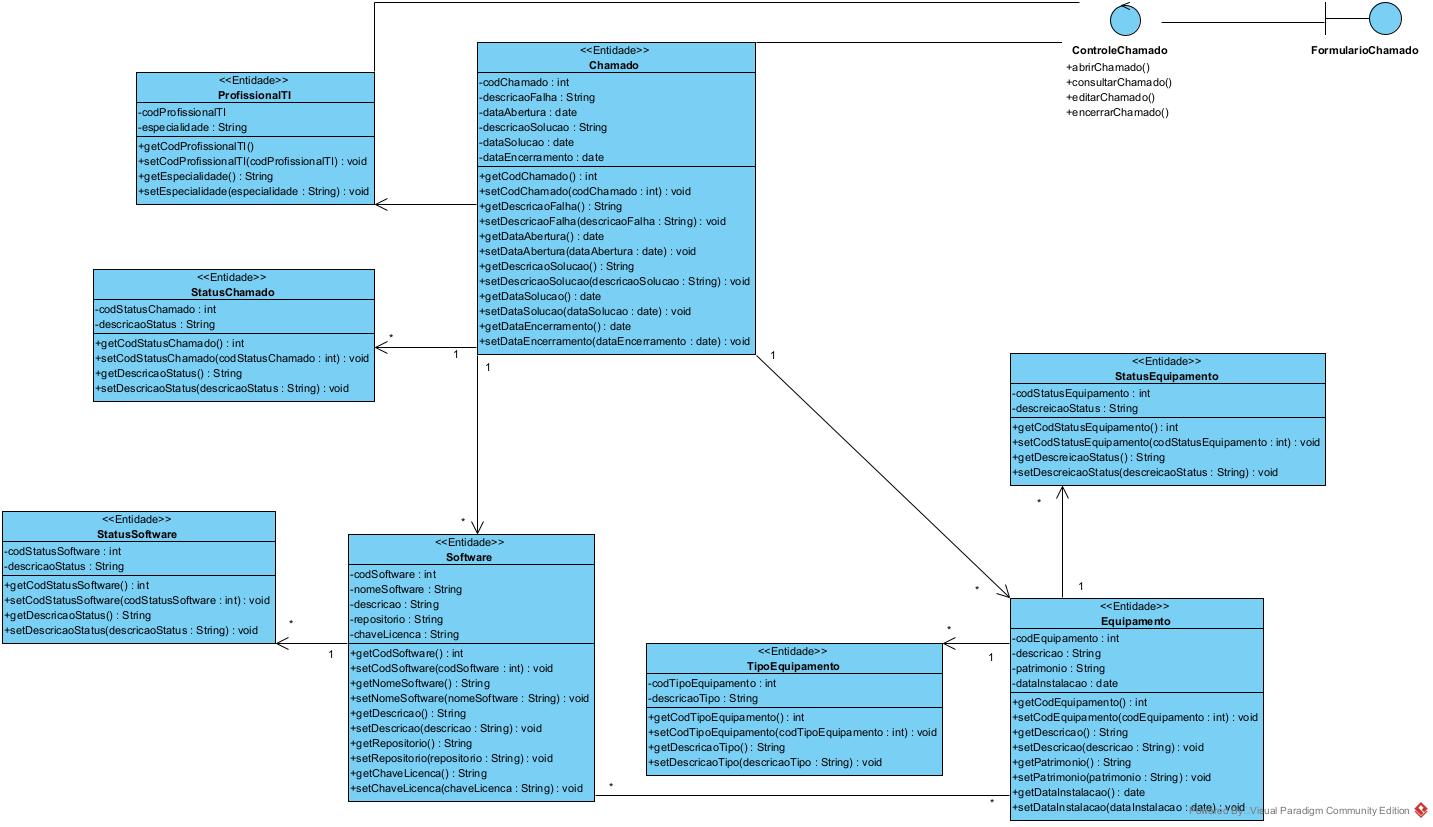 ControleChamado
+abrirChamado()
+consultarChamado()
+editarChamado()
+encerrarChamado()
FormularioChamado
<<Entidade>>
Chamado
-codChamado : int
-descricaoFalha : String
-dataAbertura : date
-descricaoSolucao : String
-dataSolucao : date
-dataEncerramento : date
+getCodChamado() : int
+setCodChamado(codChamado : int) : void
+getDescricaoFalha() : String
+setDescricaoFalha(descricaoFalha : String) : void
+getDataAbertura() : date
+setDataAbertura(dataAbertura : date) : void
+getDescricaoSolucao() : String
+setDescricaoSolucao(descricaoSolucao : String) : void
+getDataSolucao() : date
+setDataSolucao(dataSolucao : date) : void
+getDataEncerramento() : date
+setDataEncerramento(dataEncerramento : date) : void
<<Entidade>>
ProfissionalTI
-codProfissionalTI
-especialidade : String
+getCodProfissionalTI()
+setCodProfissionalTI(codProfissionalTI) : void
+getEspecialidade() : String
+setEspecialidade(especialidade : String) : void
<<Entidade>>
StatusChamado
-codStatusChamado : int
-descricaoStatus : String
+getCodStatusChamado() : int
+setCodStatusChamado(codStatusChamado : int) : void
+getDescricaoStatus() : String
+setDescricaoStatus(descricaoStatus : String) : void
*
1
1
1
<<Entidade>>
StatusEquipamento
-codStatusEquipamento : int
-descreicaoStatus : String
+getCodStatusEquipamento() : int
+setCodStatusEquipamento(codStatusEquipamento : int) : void
+getDescreicaoStatus() : String
+setDescreicaoStatus(descreicaoStatus : String) : void
*
1
<<Entidade>>
StatusSoftware
-codStatusSoftware : int
-descricaoStatus : String
+getCodStatusSoftware() : int
+setCodStatusSoftware(codStatusSoftware : int) : void
+getDescricaoStatus() : String
+setDescricaoStatus(descricaoStatus : String) : void
*
1
*
<<Entidade>>
Software
-codSoftware : int
-nomeSoftware : String
-descricao : String
-repositorio : String
-chaveLicenca : String
+getCodSoftware() : int
+setCodSoftware(codSoftware : int) : void
+getNomeSoftware() : String
+setNomeSoftware(nomeSoftware : String) : void
+getDescricao() : String
+setDescricao(descricao : String) : void
+getRepositorio() : String
+setRepositorio(repositorio : String) : void
+getChaveLicenca() : String
+setChaveLicenca(chaveLicenca : String) : void
<<Entidade>>
TipoEquipamento
-codTipoEquipamento : int
-descricaoTipo : String
+getCodTipoEquipamento() : int
+setCodTipoEquipamento(codTipoEquipamento : int) : void
+getDescricaoTipo() : String
+setDescricaoTipo(descricaoTipo : String) : void
*
1
*
<<Entidade>>
Equipamento
-codEquipamento : int
-descricao : String
-patrimonio : String
-dataInstalacao : date
+getCodEquipamento() : int
+setCodEquipamento(codEquipamento : int) : void
+getDescricao() : String
+setDescricao(descricao : String) : void
+getPatrimonio() : String
+setPatrimonio(patrimonio : String) : void
+getDataInstalacao() : date
+setDataInstalacao(dataInstalacao : date) : void
*
*
Powered By: Visual Paradigm Community Edition